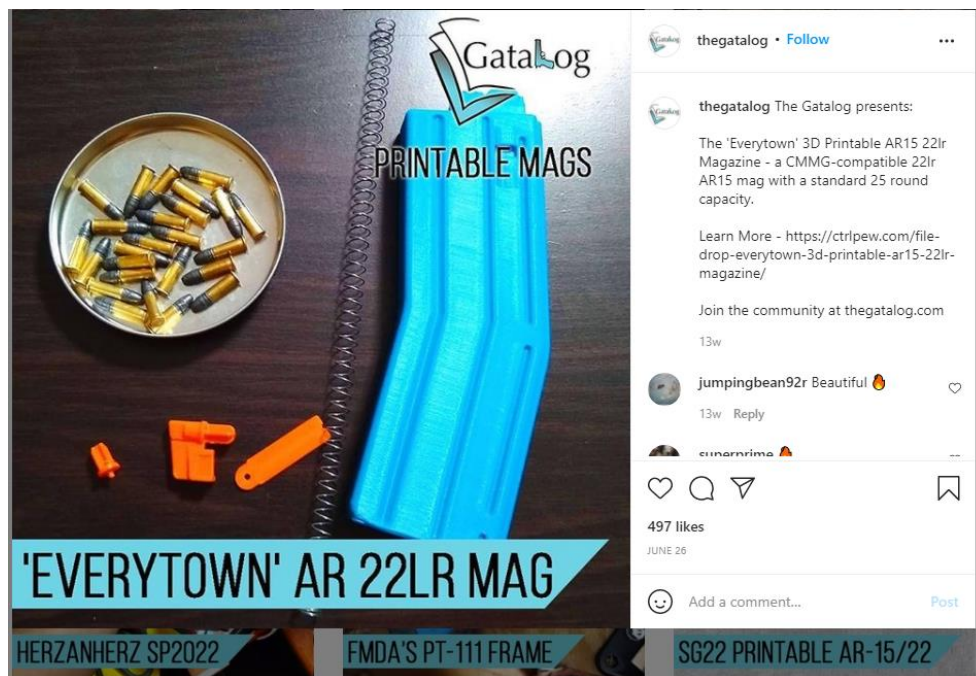 GataLog
PRINTABLE MAGS
'EVERYTOWN' AR 22LR MAG
HERZANHERZ SP2022
FMDA'S PT-111 FRAME
SG22 PRINTABLE AR-15/22
thegatalog • Follow
thegatalog The Gatalog presents:
The 'Everytown' 3D Printable AR15 22lr
Magazine - a CMMG-compatible 22lr
AR15 mag with a standard 25 round
capacity.
Learn More - https://ctrlpew.com/file-
drop-everytown-3d-printable-ar15-22lr-
magazine/
Join the community at thegatalog.com
13w
jumpingbean92r Beautiful 🔥
13w Reply
superprime 🔥
497 likes
JUNE 26
Add a comment...
Post